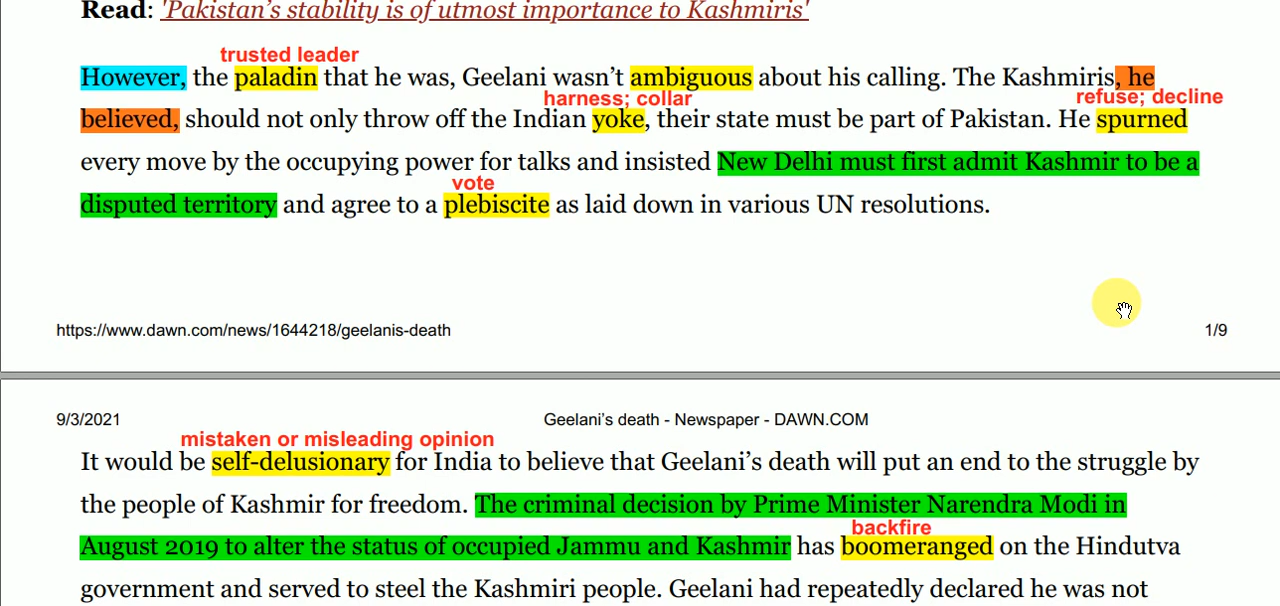 Read: 'Pakistan’s stability is of utmost importance to Kashmiris'
trusted leader
However, the paladin that he was, Geelani wasn’t ambiguous about his calling. The Kashmiris, he
harness; collar
refuse; decline
believed, should not only throw off the Indian yoke, their state must be part of Pakistan. He spurned
every move by the occupying power for talks and insisted New Delhi must first admit Kashmir to be a
vote
disputed territory and agree to a plebiscite as laid down in various UN resolutions.
https://www.dawn.com/news/1644218/geelanis-death
1/9
9/3/2021
Geelani’s death - Newspaper - DAWN.COM
mistaken or misleading opinion
It would be self-delusionary for India to believe that Geelani’s death will put an end to the struggle by
the people of Kashmir for freedom. The criminal decision by Prime Minister Narendra Modi in
backfire
August 2019 to alter the status of occupied Jammu and Kashmir has boomeranged on the Hindutva
government and served to steel the Kashmiri people. Geelani had repeatedly declared he was not